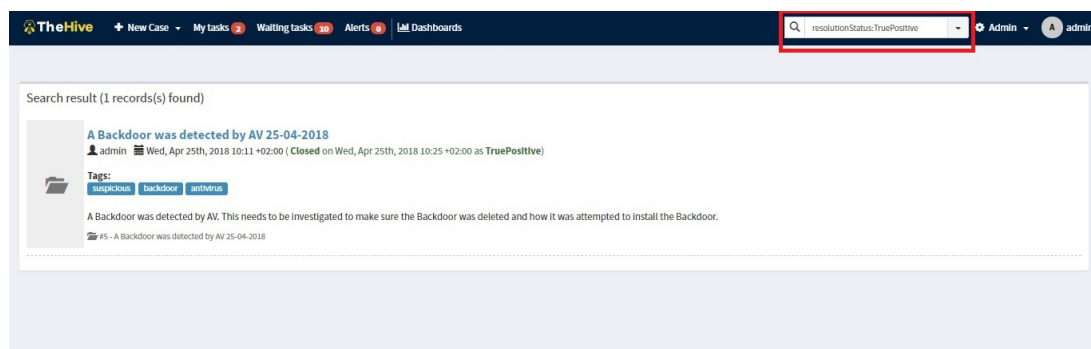 TheHive + New Case My tasks 2 Waiting tasks 10 Alerts 0 Dashboards resolutionStatus:TruePositive Admin A admin
Search result (1 records(s) found)
A Backdoor was detected by AV 25-04-2018
admin Wed, Apr 25th, 2018 10:11 +02:00 ( Closed on Wed, Apr 25th, 2018 10:25 +02:00 as TruePositive)
Tags:
suspicious backdoor antivirus
A Backdoor was detected by AV. This needs to be investigated to make sure the Backdoor was deleted and how it was attempted to install the Backdoor.
#5 - A Backdoor was detected by AV 25-04-2018